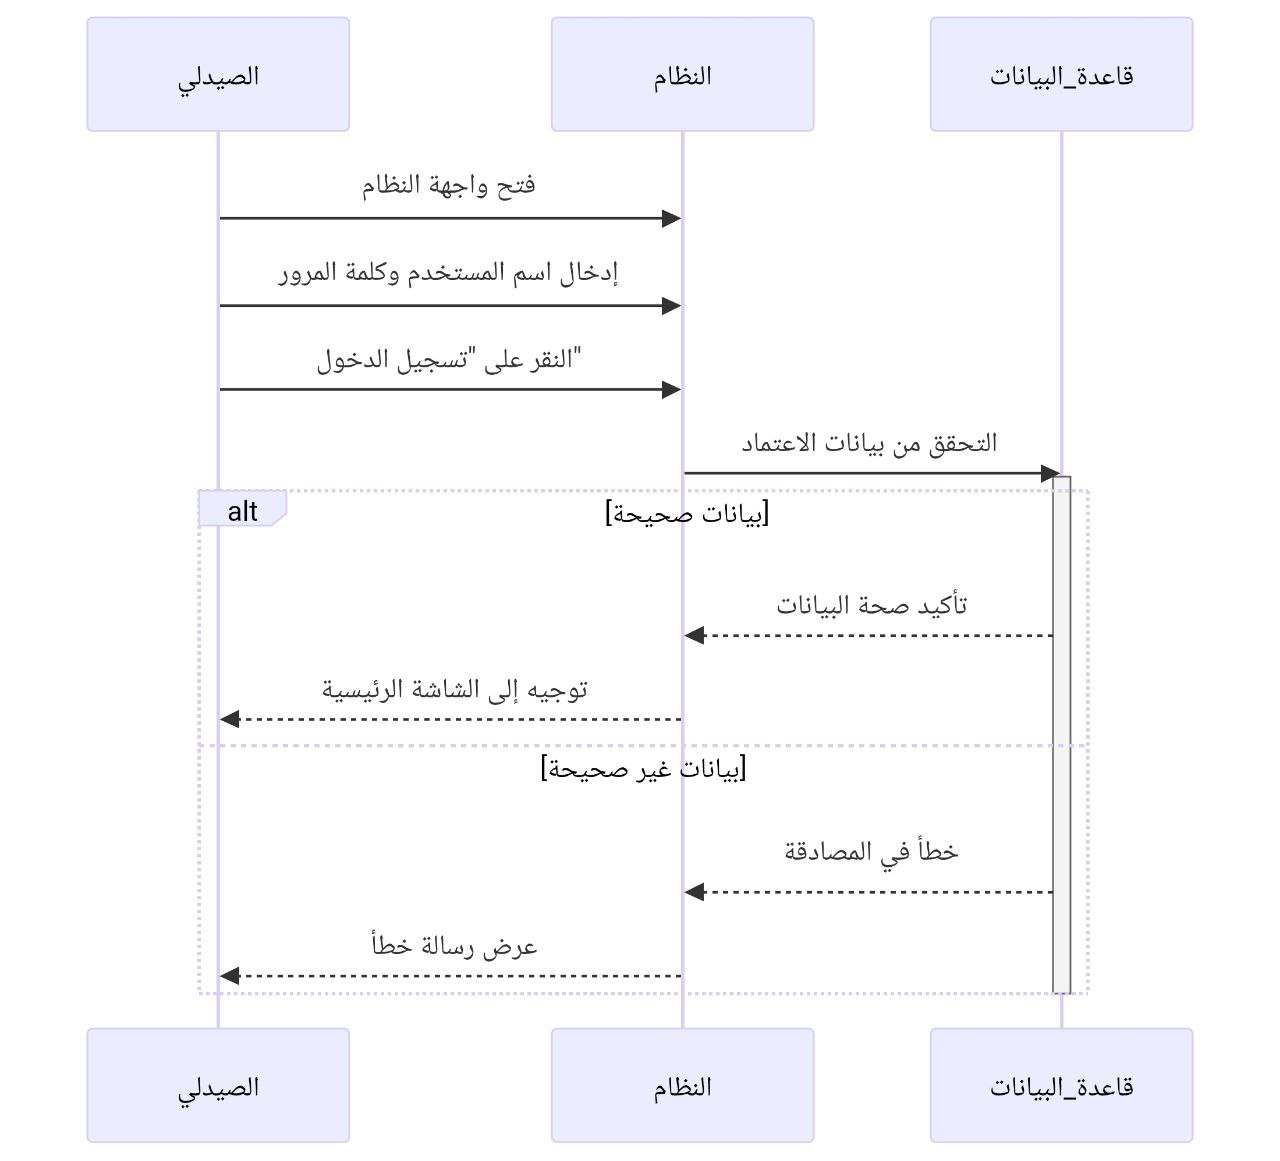 الصيدلي
النظام
قاعدة_البيانات
فتح واجهة النظام
إدخال اسم المستخدم وكلمة المرور
النقر على "تسجيل الدخول"
التحقق من بيانات الاعتماد
alt
[بيانات صحيحة]
تأكيد صحة البيانات
توجيه إلى الشاشة الرئيسية
[بيانات غير صحيحة]
خطأ في المصادقة
عرض رسالة خطأ
الصيدلي
النظام
قاعدة_البيانات